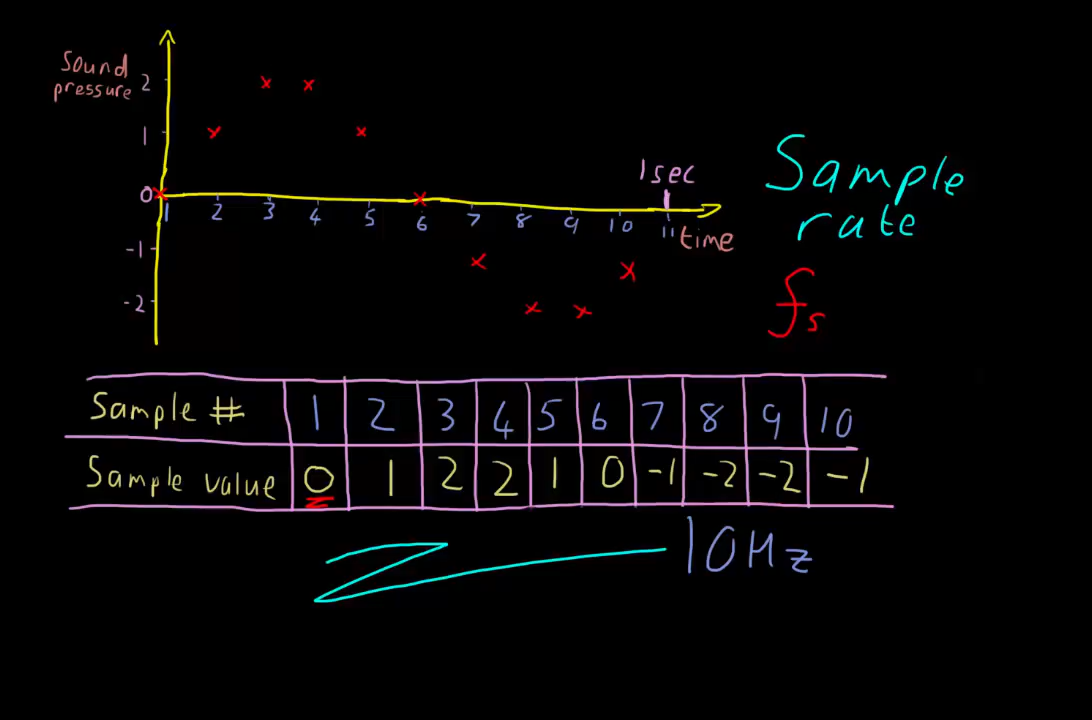 Sound
pressure
2
1
0
-1
-2
1 2 3 4 5 6 7 8 9 10 11
1sec
time
Sample
rate
fs
Sample # 1 2 3 4 5 6 7 8 9 10
Sample value 0 1 2 2 1 0 -1 -2 -2 -1
10Hz